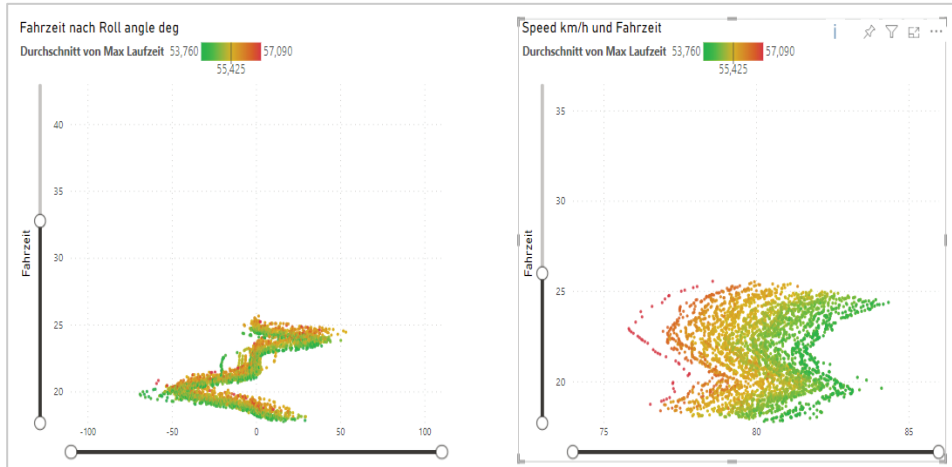 Fahrzeit nach Roll angle deg
Durchschnitt von Max Laufzeit 53,760 57,090
55,425
40
35
30
25
20
Fahrzeit
-100 -50 0 50 100
Speed km/h und Fahrzeit
Durchschnitt von Max Laufzeit 53,760 57,090
55,425
35
30
25
20
Fahrzeit
75 80 85